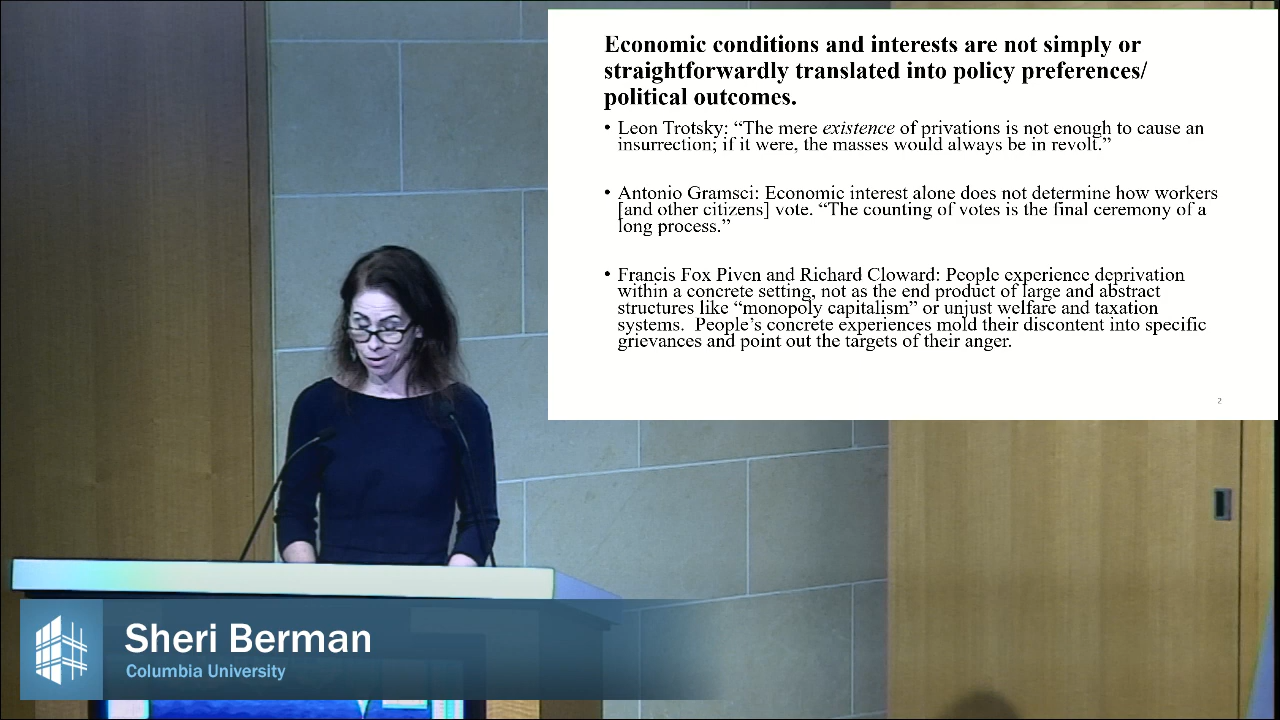 Economic conditions and interests are not simply or
straightforwardly translated into policy preferences/
political outcomes.
• Leon Trotsky: “The mere existence of privations is not enough to cause an
insurrection; if it were, the masses would always be in revolt.”
• Antonio Gramsci: Economic interest alone does not determine how workers
[and other citizens] vote. “The counting of votes is the final ceremony of a
long process.”
• Francis Fox Piven and Richard Cloward: People experience deprivation
within a concrete setting, not as the end product of large and abstract
structures like “monopoly capitalism” or unjust welfare and taxation
systems. People’s concrete experiences mold their discontent into specific
grievances and point out the targets of their anger.
2
Sheri Berman
Columbia University